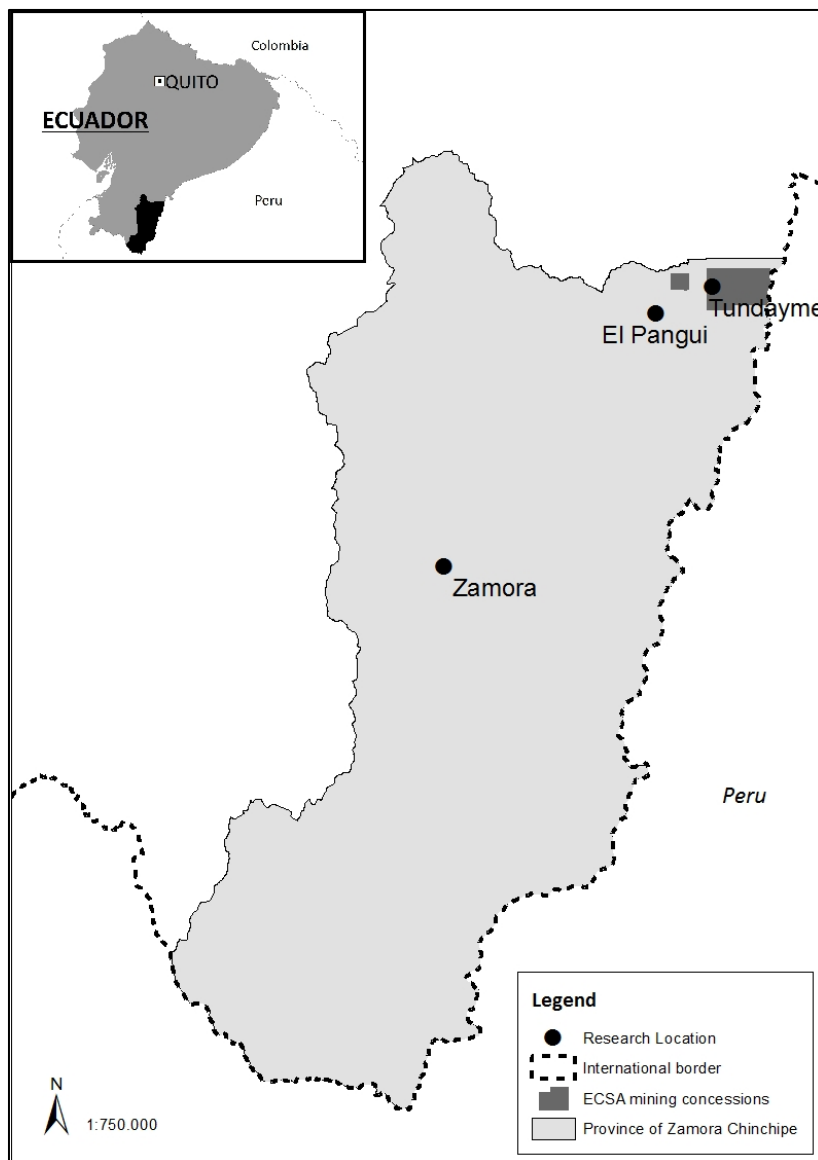 Colombia
QUITO
ECUADOR
Peru
Tundayme
El Pangui
Zamora
Peru
Legend
Research Location
International border
ECSA mining concessions
Province of Zamora Chinchipe
N
1:750.000